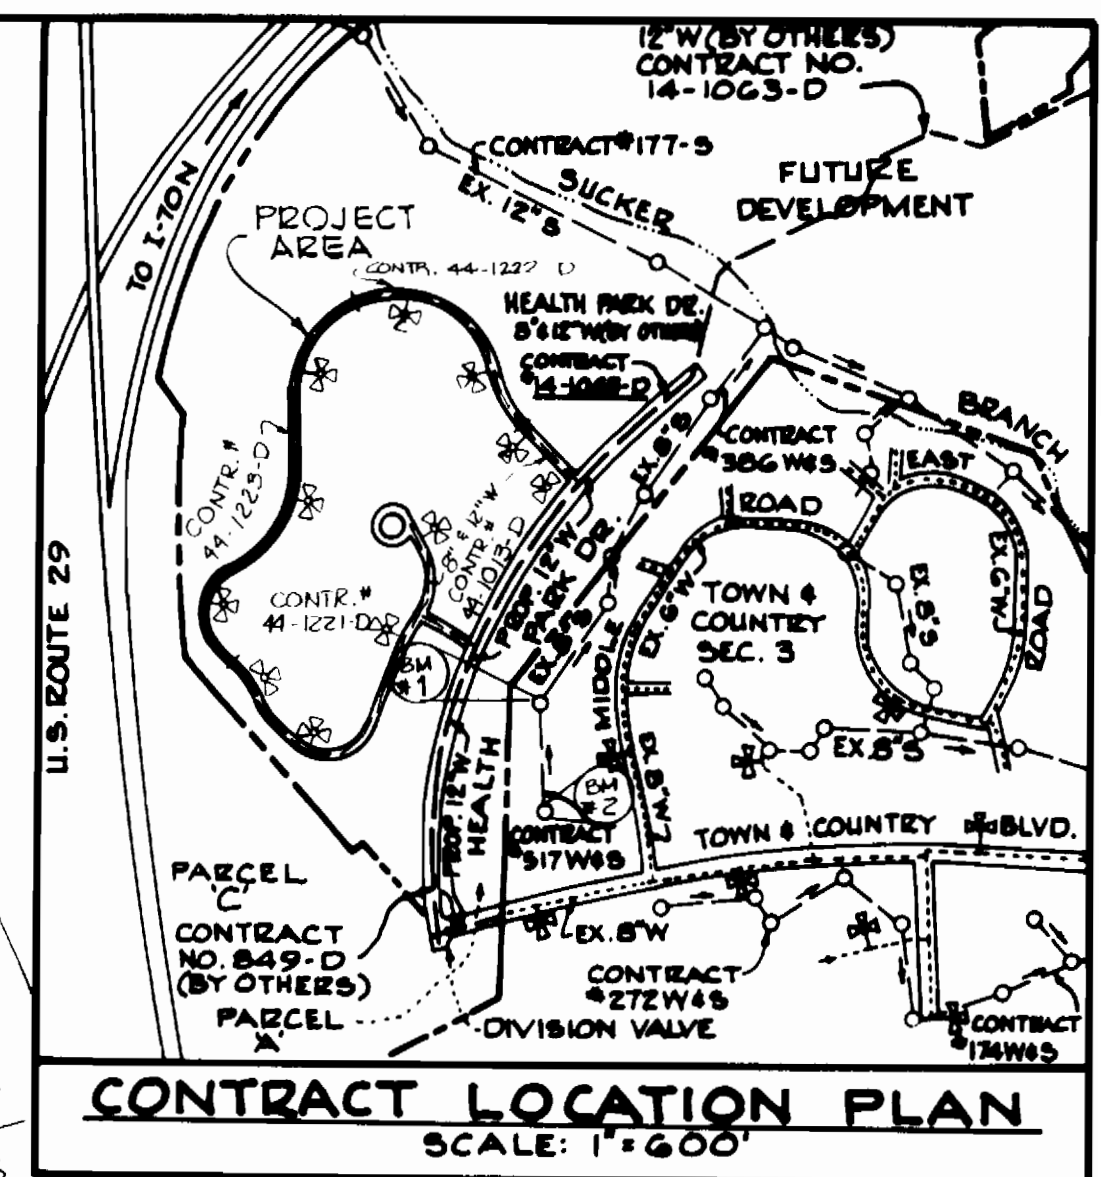 12"W (BY OTHERS)
CONTRACT NO.
14-1063-D
CONTRACT #177-S
EX. 12"S
SUCKER
FUTURE
DEVELOPMENT
TO I-70N
PROJECT
AREA
CONTR. 44-1222 D
HEALTH PARK DR.
8" & 12"W (BY OTHERS)
CONTRACT
BRANCH
CONTRACT
#386 W&S
EAST
ROAD
EX. 8"S
CONTR. #
44-1223-D
8" & 12"W
CONTR. #
44-1013-D
CONTR. #
44-1221-D
PROP. 12"W
PARK DR.
EX. 8"S
EX. 6"W
MIDDLE
TOWN &
COUNTRY
SEC. 3
EX. 8"S
EX. 6"W
ROAD
U.S. ROUTE 29
BM
#1
BM
#2
EX. 8"W
EX. 8"S
PROP. 12"W
HEALTH
CONTRACT
#517 W&S
TOWN & COUNTRY BLVD.
PARCEL
'C'
CONTRACT
NO. 849-D
(BY OTHERS)
EX. 8"W
CONTRACT
#272 W&S
PARCEL
'A'
DIVISION VALVE
CONTRACT
#174 W&S
CONTRACT LOCATION PLAN
SCALE: 1" = 600'